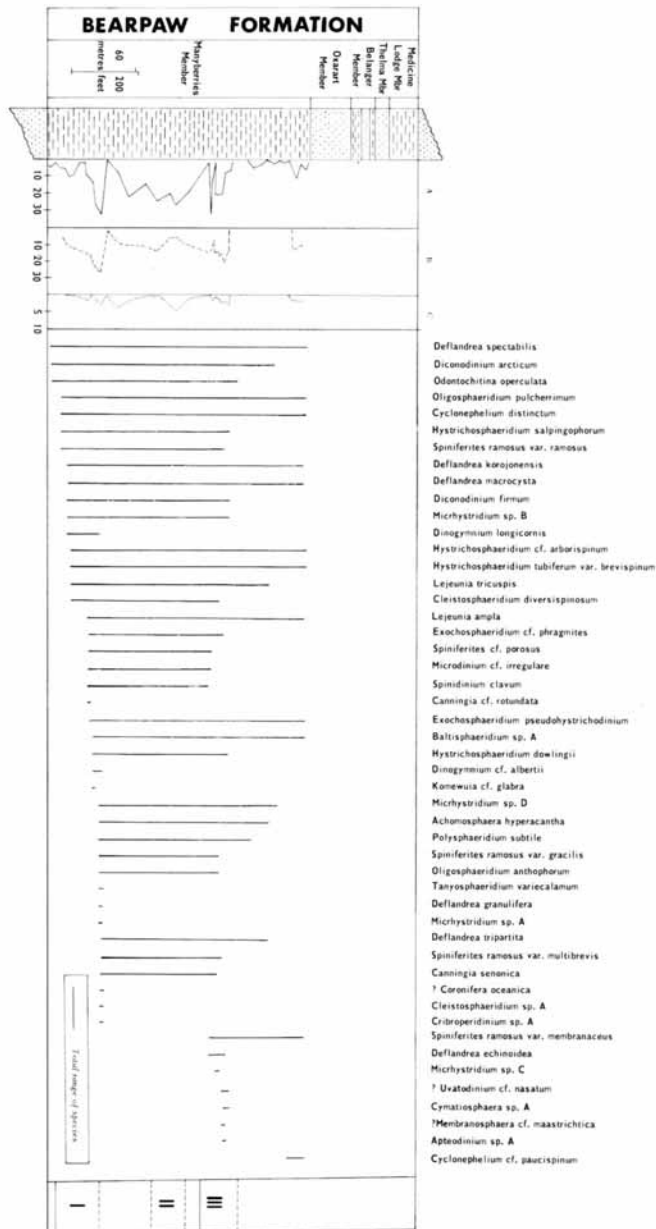 BEARPAW FORMATION
metres feet
60 200
Manyberries
Member
Oxarart
Member
Belanger
Member
Thelma Mbr
Medicine
Lodge Mbr
10
20
30
A
10
20
30
B
5
10
C
Deflandrea spectabilis
Diconodinium arcticum
Odontochitina operculata
Oligosphaeridium pulcherrimum
Cyclonephelium distinctum
Hystrichosphaeridium salpingophorum
Spiniferites ramosus var. ramosus
Deflandrea korojonensis
Deflandrea macrocysta
Diconodinium firmum
Micrhystridium sp. B
Dinogymnium longicornis
Hystrichosphaeridium cf. arborispinum
Hystrichosphaeridium tubiferum var. brevispinum
Lejeunia tricuspis
Cleistosphaeridium diversispinosum
Lejeunia ampla
Exochosphaeridium cf. phragmites
Spiniferites cf. porosus
Microdinium cf. irregulare
Spinidinium clavum
Canningia cf. rotundata
Exochosphaeridium pseudohystrichodinium
Baltisphaeridium sp. A
Hystrichosphaeridium dowlingii
Dinogymnium cf. albertii
Komewuia cf. glabra
Micrhystridium sp. D
Achomosphaera hyperacantha
Polysphaeridium subtile
Spiniferites ramosus var. gracilis
Oligosphaeridium anthophorum
Tanyosphaeridium variecalamum
Deflandrea granulifera
Micrhystridium sp. A
Deflandrea tripartita
Spiniferites ramosus var. multibrevis
Canningia senonica
? Coronifera oceanica
Cleistosphaeridium sp. A
Cribroperidinium sp. A
Spiniferites ramosus var. membranaceus
Deflandrea echinoidea
Micrhystridium sp. C
? Uvatodinium cf. nasatum
Cymatiosphaera sp. A
?Membranosphaera cf. maastrichtica
Apteodinium sp. A
Cyclonephelium cf. paucispinum
Total range of species
I
II
III